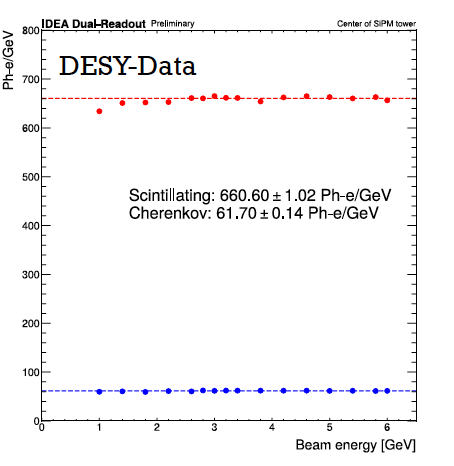 IDEA Dual-Readout Preliminary
Center of SIPM tower
Ph-e/GeV
800
DESY-Data
700
600
Scintillating: 660.60 ± 1.02 Ph-e/GeV
500
Cherenkov: 61.70 ± 0.14 Ph-e/GeV
400
300
200
100
0
0 1 2 3 4 5 6
Beam energy [GeV]